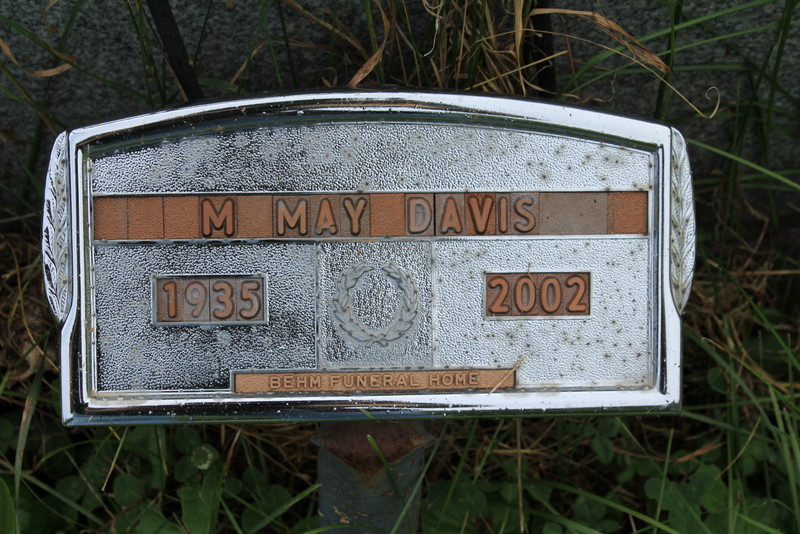 M MAY DAVIS
1935 2002
BEHM FUNERAL HOME